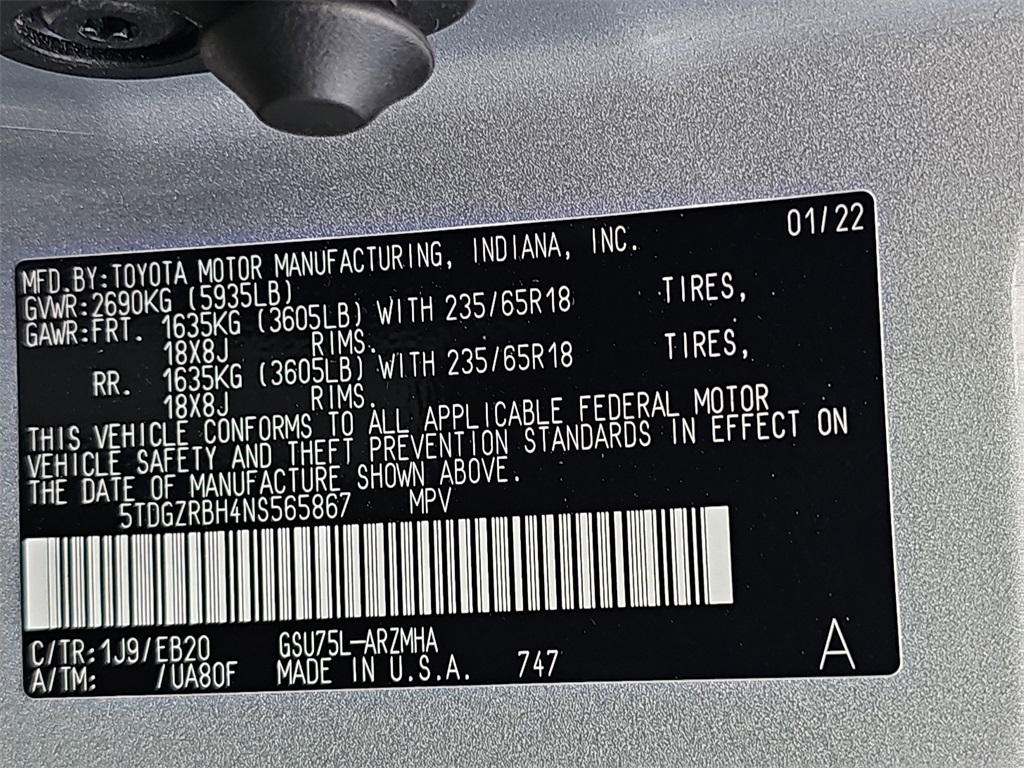 01/22
MFD.BY:TOYOTA MOTOR MANUFACTURING, INDIANA, INC.
GVWR:2690KG (5935LB)
GAWR:FRT. 1635KG (3605LB) WITH 235/65R18 TIRES,
18X8J RIMS.
RR. 1635KG (3605LB) WITH 235/65R18 TIRES,
18X8J RIMS.
THIS VEHICLE CONFORMS TO ALL APPLICABLE FEDERAL MOTOR
VEHICLE SAFETY AND THEFT PREVENTION STANDARDS IN EFFECT ON
THE DATE OF MANUFACTURE SHOWN ABOVE.
5TDGZRBH4NS565867 MPV
C/TR:1J9/EB20 GSU75L-ARZMHA
A/TM: /UA80F MADE IN U.S.A. 747
A